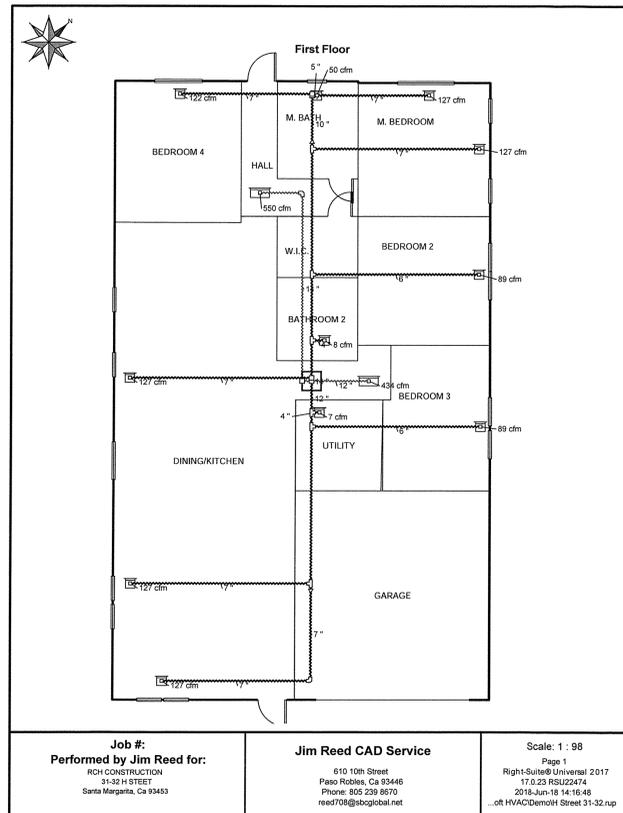 N
First Floor
5 "
50 cfm
122 cfm
7 "
7 "
127 cfm
M. BATH
10 "
M. BEDROOM
BEDROOM 4
7 "
127 cfm
HALL
550 cfm
W.I.C.
BEDROOM 2
6 "
89 cfm
BATHROOM 2
8 cfm
127 cfm
7 "
12 "
434 cfm
12 "
BEDROOM 3
4 "
7 cfm
6 "
89 cfm
UTILITY
DINING/KITCHEN
127 cfm
7 "
GARAGE
7 "
127 cfm
7 "
Job #:
Performed by Jim Reed for:
RCH CONSTRUCTION
31-32 H STEET
Santa Margarita, Ca 93453
Jim Reed CAD Service
610 10th Street
Paso Robles, Ca 93446
Phone: 805 239 8670
reed708@sbcglobal.net
Scale: 1 : 98
Page 1
Right-Suite® Universal 2017
17.0.23 RSU22474
2018-Jun-18 14:16:48
...oft HVAC\Demo\H Street 31-32.rup